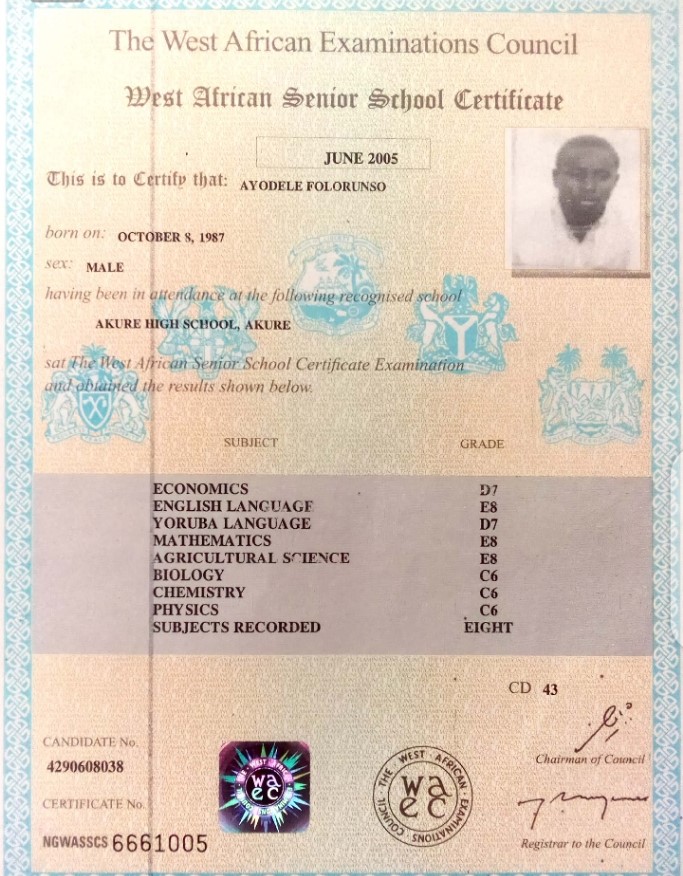 The West African Examinations Council
West African Senior School Certificate
JUNE 2005
This is to Certify that: AYODELE FOLORUNSO
born on: OCTOBER 8, 1987
sex: MALE
having been in attendance at the following recognised school
AKURE HIGH SCHOOL, AKURE
sat The West African Senior School Certificate Examination
and obtained the results shown below.
SUBJECT GRADE
ECONOMICS D7
ENGLISH LANGUAGE E8
YORUBA LANGUAGE D7
MATHEMATICS E8
AGRICULTURAL SCIENCE E8
BIOLOGY C6
CHEMISTRY C6
PHYSICS C6
SUBJECTS RECORDED EIGHT
CD 43
CANDIDATE No.
4290608038
Chairman of Council
CERTIFICATE No.
NGWASSCS 6661005
waec
THE WEST AFRICAN EXAMINATIONS COUNCIL
waec
Registrar to the Council